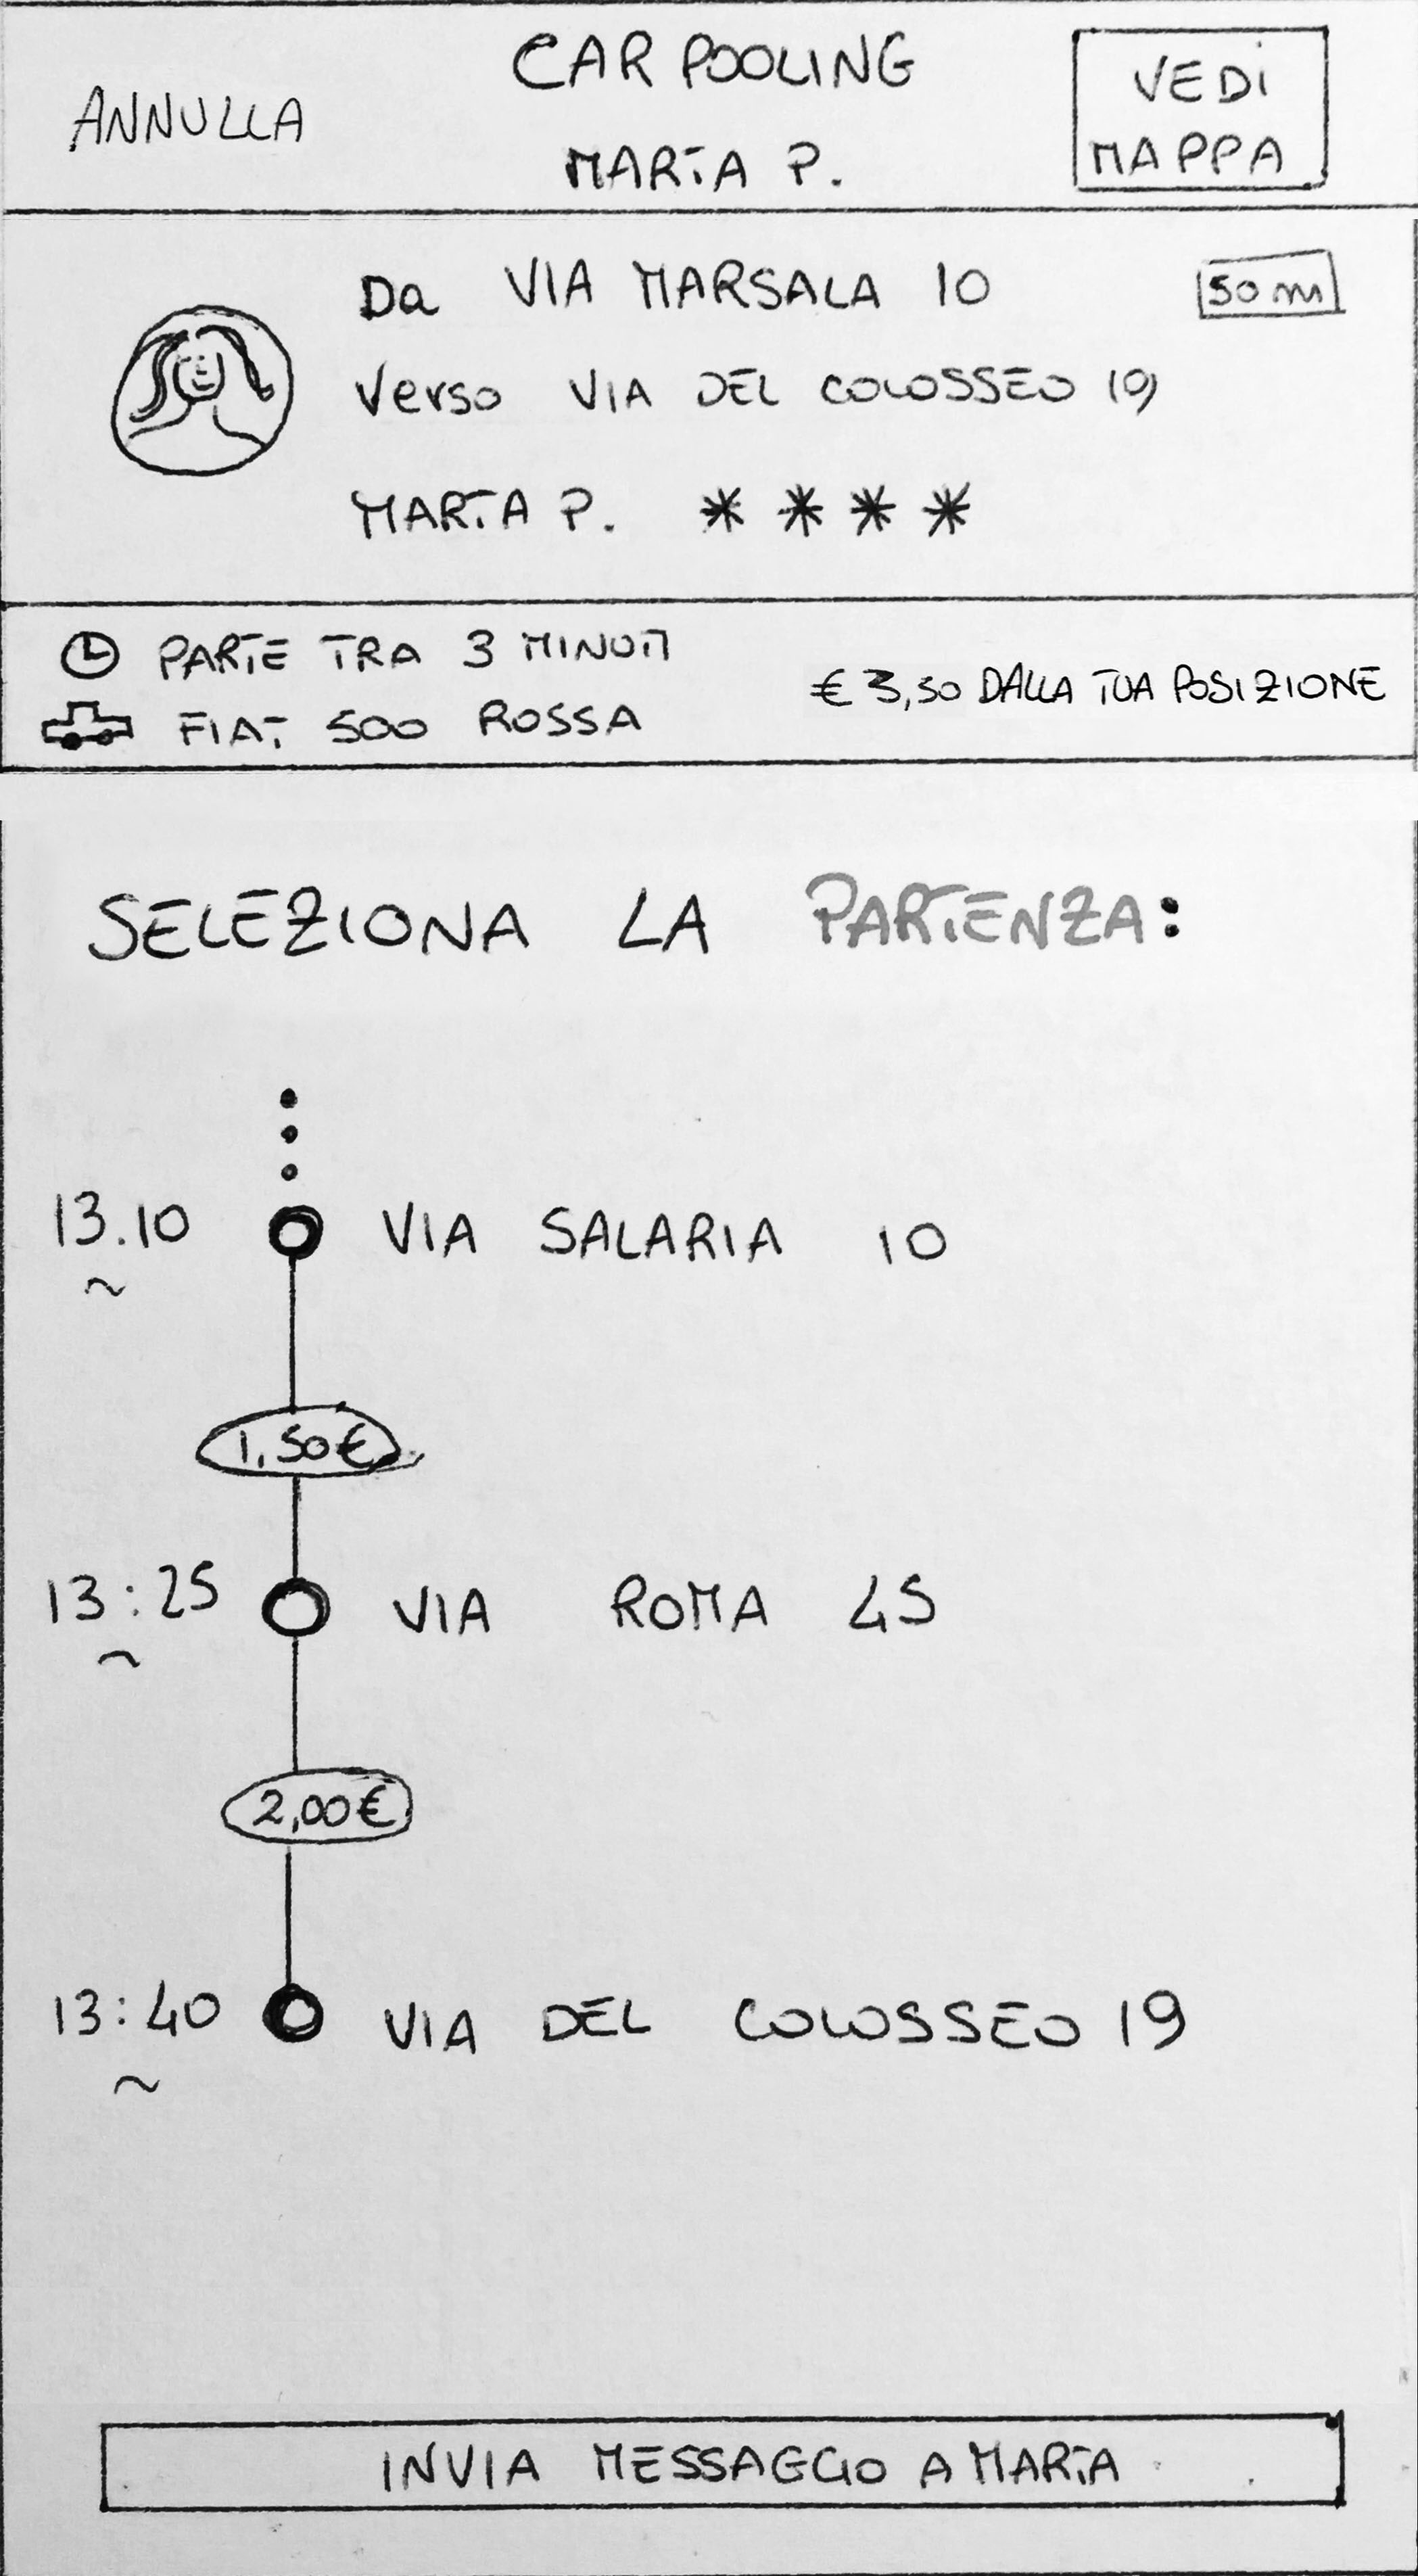 ANNULLA
CAR POOLING
MARTA P.
VEDI
MAPPA
Da VIA MARSALA 10
50 m
Verso VIA DEL COLOSSEO 19
MARTA P. * * * *
PARTE TRA 3 MINUTI
€ 3,50 DALLA TUA POSIZIONE
FIAT 500 ROSSA
SELEZIONA LA PARTENZA:
13.10 VIA SALARIA 10
~
1,50€
13:25 VIA ROMA 45
~
2,00€
13:40 VIA DEL COLOSSEO 19
~
INVIA MESSAGGIO A MARTA